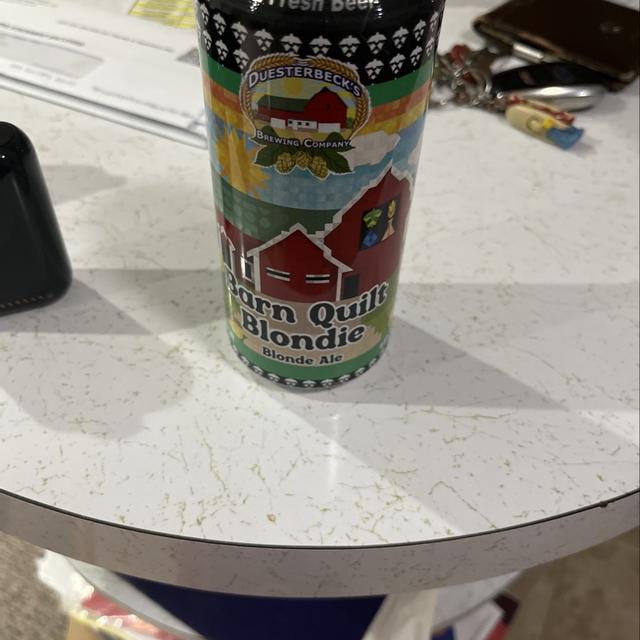 Fresh Beer
DUESTERBECK'S
BREWING COMPANY
Barn Quilt
Blondie
Blonde Ale